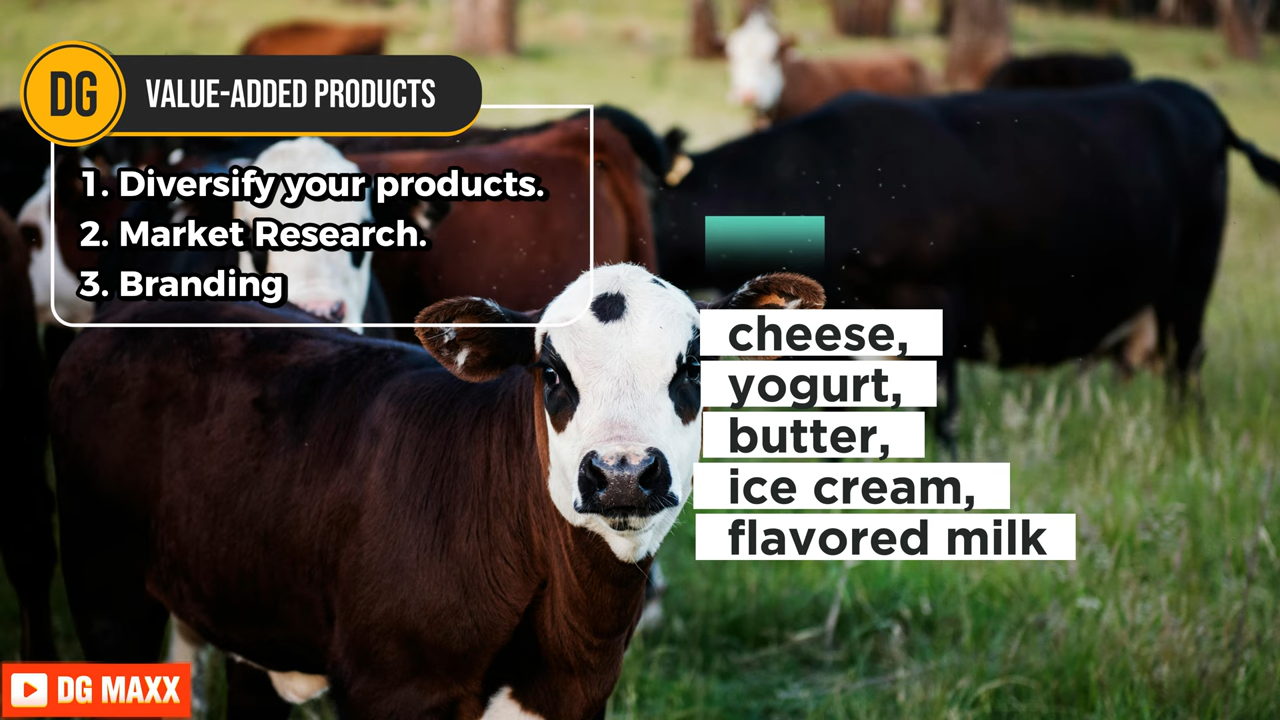 DG
VALUE-ADDED PRODUCTS
1. Diversify your products.
2. Market Research.
3. Branding
cheese,
yogurt,
butter,
ice cream,
flavored milk
DG MAXX